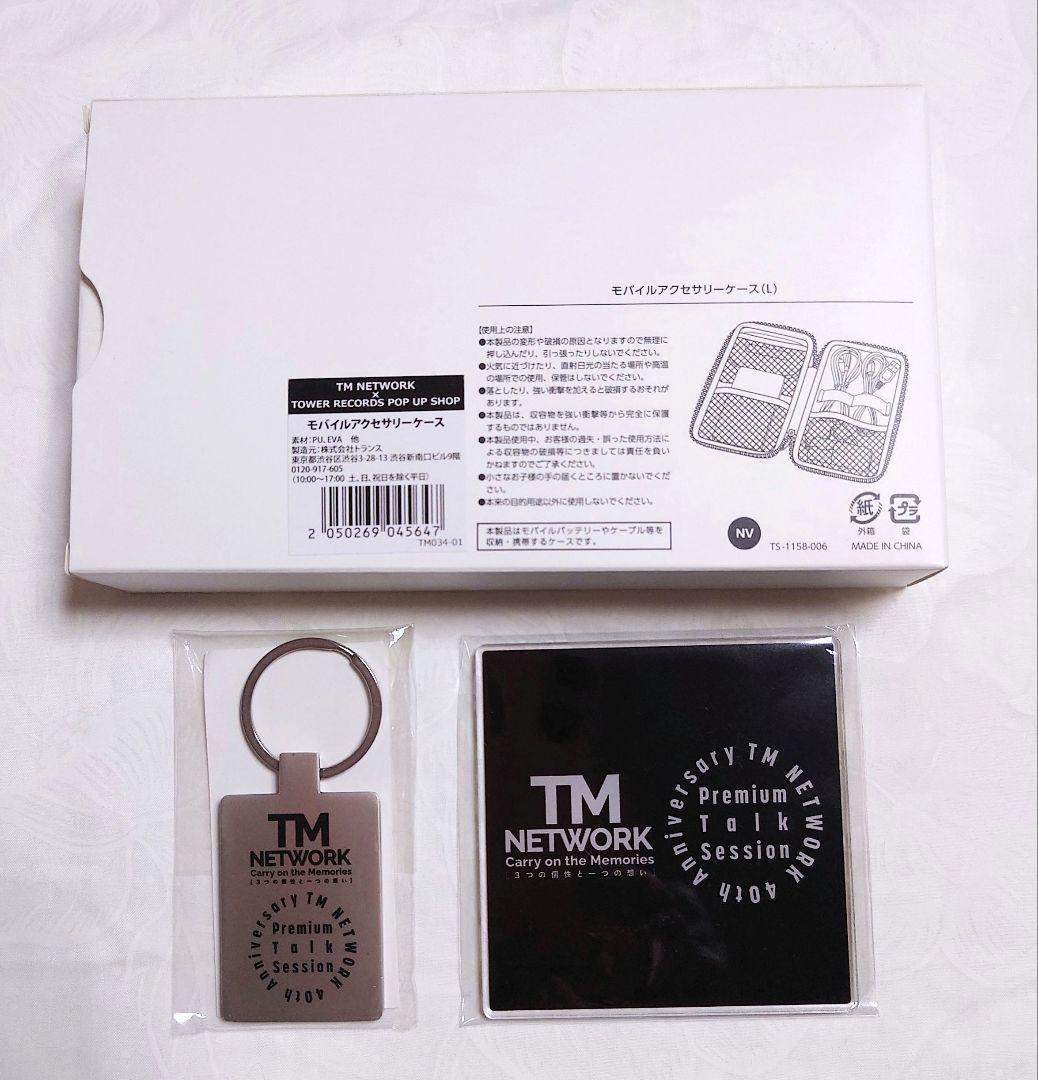 モバイルアクセサリーケース(L)
【使用上の注意】
●本製品の変形や破損の原因となりますので無理に
押し込んだり、引っ張ったりしないでください。
●火気に近づけたり、直射日光の当たる場所や高温
の場所での使用、保管はしないでください。
●落としたり、強い衝撃を加えると破損するおそれが
あります。
●本製品は、収容物を強い衝撃等から完全に保護
するものではありません。
●本製品使用中、お客様の過失・誤った使用方法に
よる収容物の破損等につきましては責任を負い
かねますのでご了承ください。
●小さなお子様の手の届くところに置かないでくだ
さい。
●本来の目的用途以外に使用しないでください。
本製品はモバイルバッテリーやケーブル等を
収納・携帯するケースです。
TM NETWORK
×
TOWER RECORDS POP UP SHOP
モバイルアクセサリーケース
素材:PU、EVA 他
製造元:株式会社トランス
東京都渋谷区渋谷3-28-13 渋谷新南口ビル9階
0120-917-605
(10:00〜17:00 土、日、祝日を除く平日)
2 050269 045647
TM034-01
紙
外箱
プラ
袋
NV
TS-1158-006
MADE IN CHINA
TM
NETWORK
Carry on the Memories
[3つの個性と一つの想い]
40th Anniversary TM NETWORK
Premium
Talk
Session
TM
NETWORK
Carry on the Memories
[3つの個性と一つの想い]
40th Anniversary TM NETWORK
Premium
Talk
Session